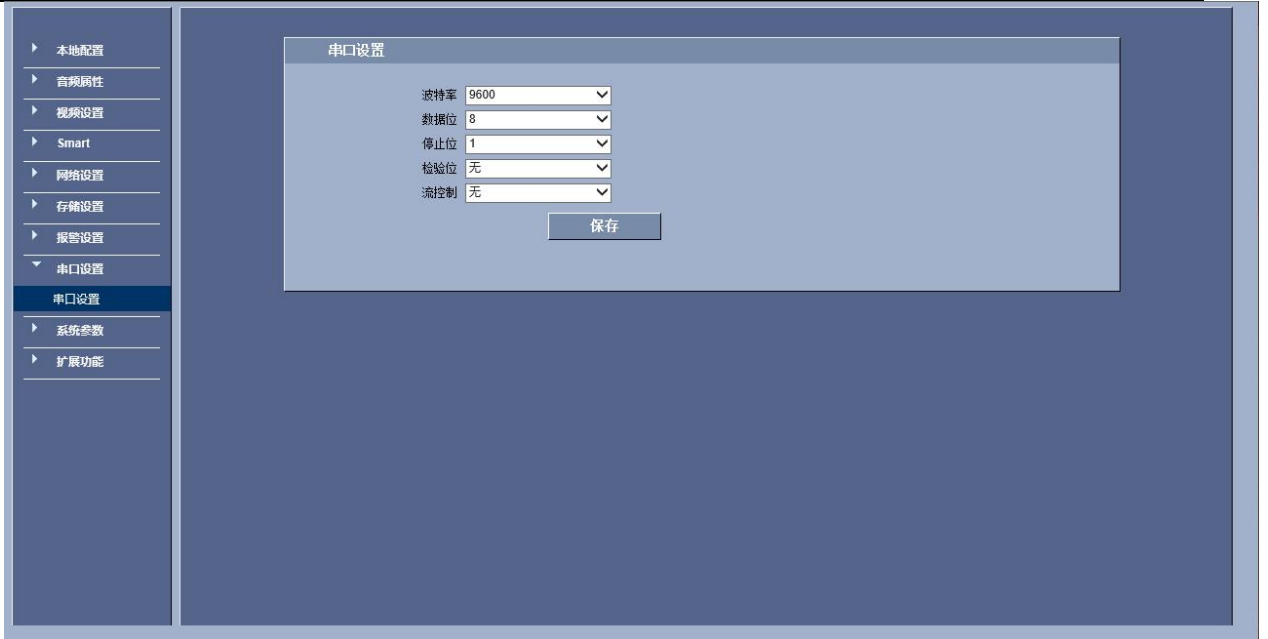 本地配置
音频属性
视频设置
Smart
网络设置
存储设置
报警设置
串口设置
串口设置
系统参数
扩展功能
串口设置
波特率 9600
数据位 8
停止位 1
检验位 无
流控制 无
保存